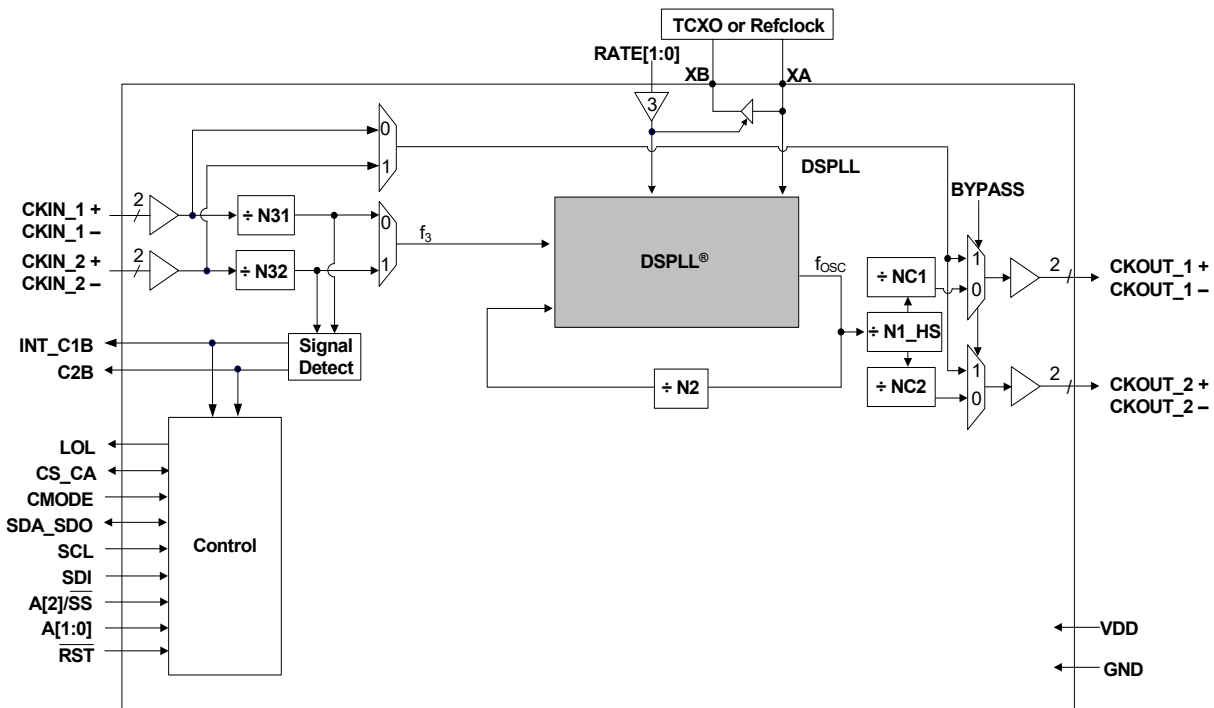 TCXO or Refclock
RATE[1:0]
XB
XA
3
0
1
DSPLL
BYPASS
CKIN_1 +
CKIN_1 –
2
÷ N31
0
CKIN_2 +
CKIN_2 –
2
÷ N32
1
f3
DSPLL®
fOSC
÷ NC1
1
0
2
CKOUT_1 +
CKOUT_1 –
÷ N1_HS
INT_C1B
C2B
Signal
Detect
÷ N2
÷ NC2
1
0
2
CKOUT_2 +
CKOUT_2 –
LOL
CS_CA
CMODE
SDA_SDO
SCL
SDI
A[2]/SS
A[1:0]
RST
Control
VDD
GND